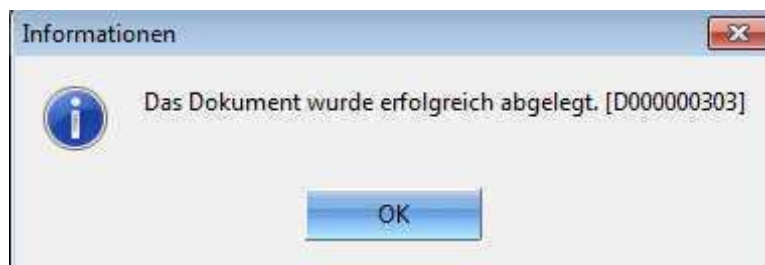 Informationen
Das Dokument wurde erfolgreich abgelegt. [D000000303]
OK